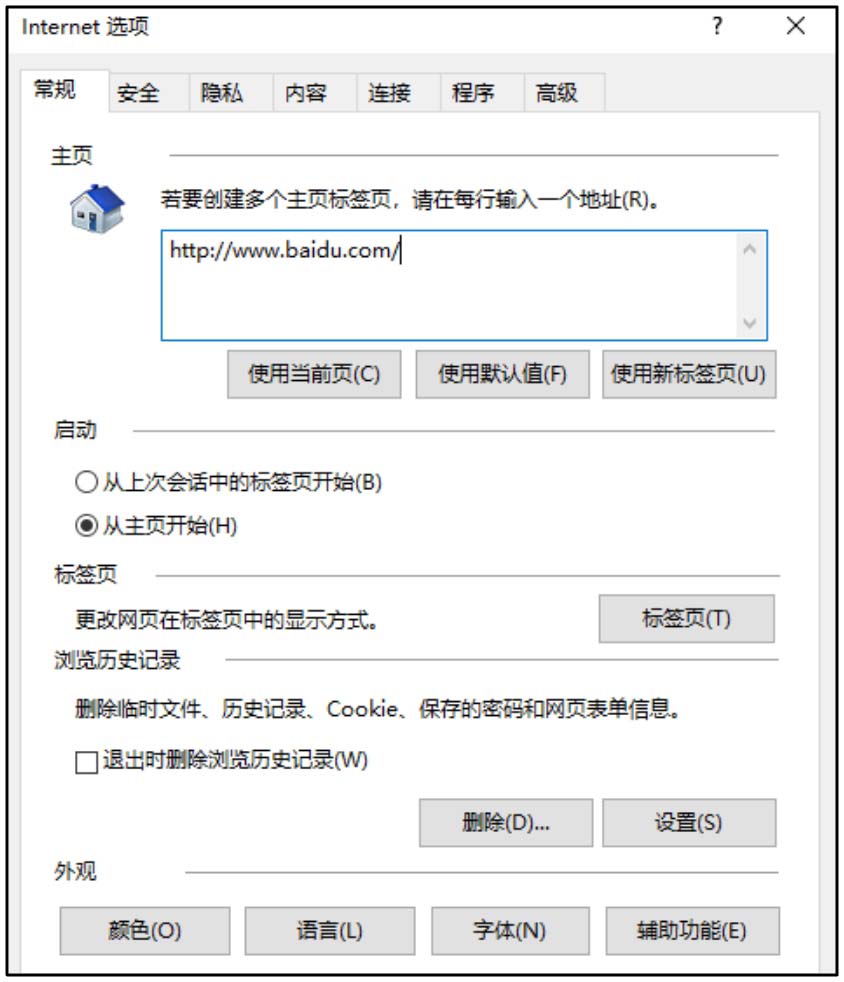 Internet 选项 ? ×
常规 安全 隐私 内容 连接 程序 高级
主页
若要创建多个主页标签页，请在每行输入一个地址(R)。
http://www.baidu.com/
使用当前页(C) 使用默认值(F) 使用新标签页(U)
启动
从上次会话中的标签页开始(B)
从主页开始(H)
标签页
更改网页在标签页中的显示方式。 标签页(T)
浏览历史记录
删除临时文件、历史记录、Cookie、保存的密码和网页表单信息。
退出时删除浏览历史记录(W)
删除(D)... 设置(S)
外观
颜色(O) 语言(L) 字体(N) 辅助功能(E)